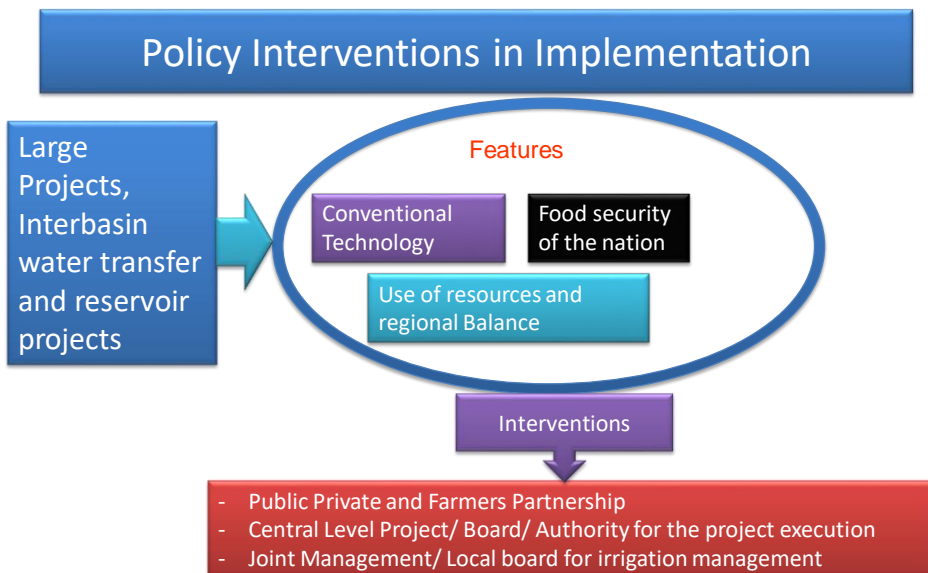 Policy Interventions in Implementation
Large
Projects,
Interbasin
water transfer
and reservoir
projects
Features
Conventional
Technology
Food security
of the nation
Use of resources and
regional Balance
Interventions
- Public Private and Farmers Partnership
- Central Level Project/ Board/ Authority for the project execution
- Joint Management/ Local board for irrigation management